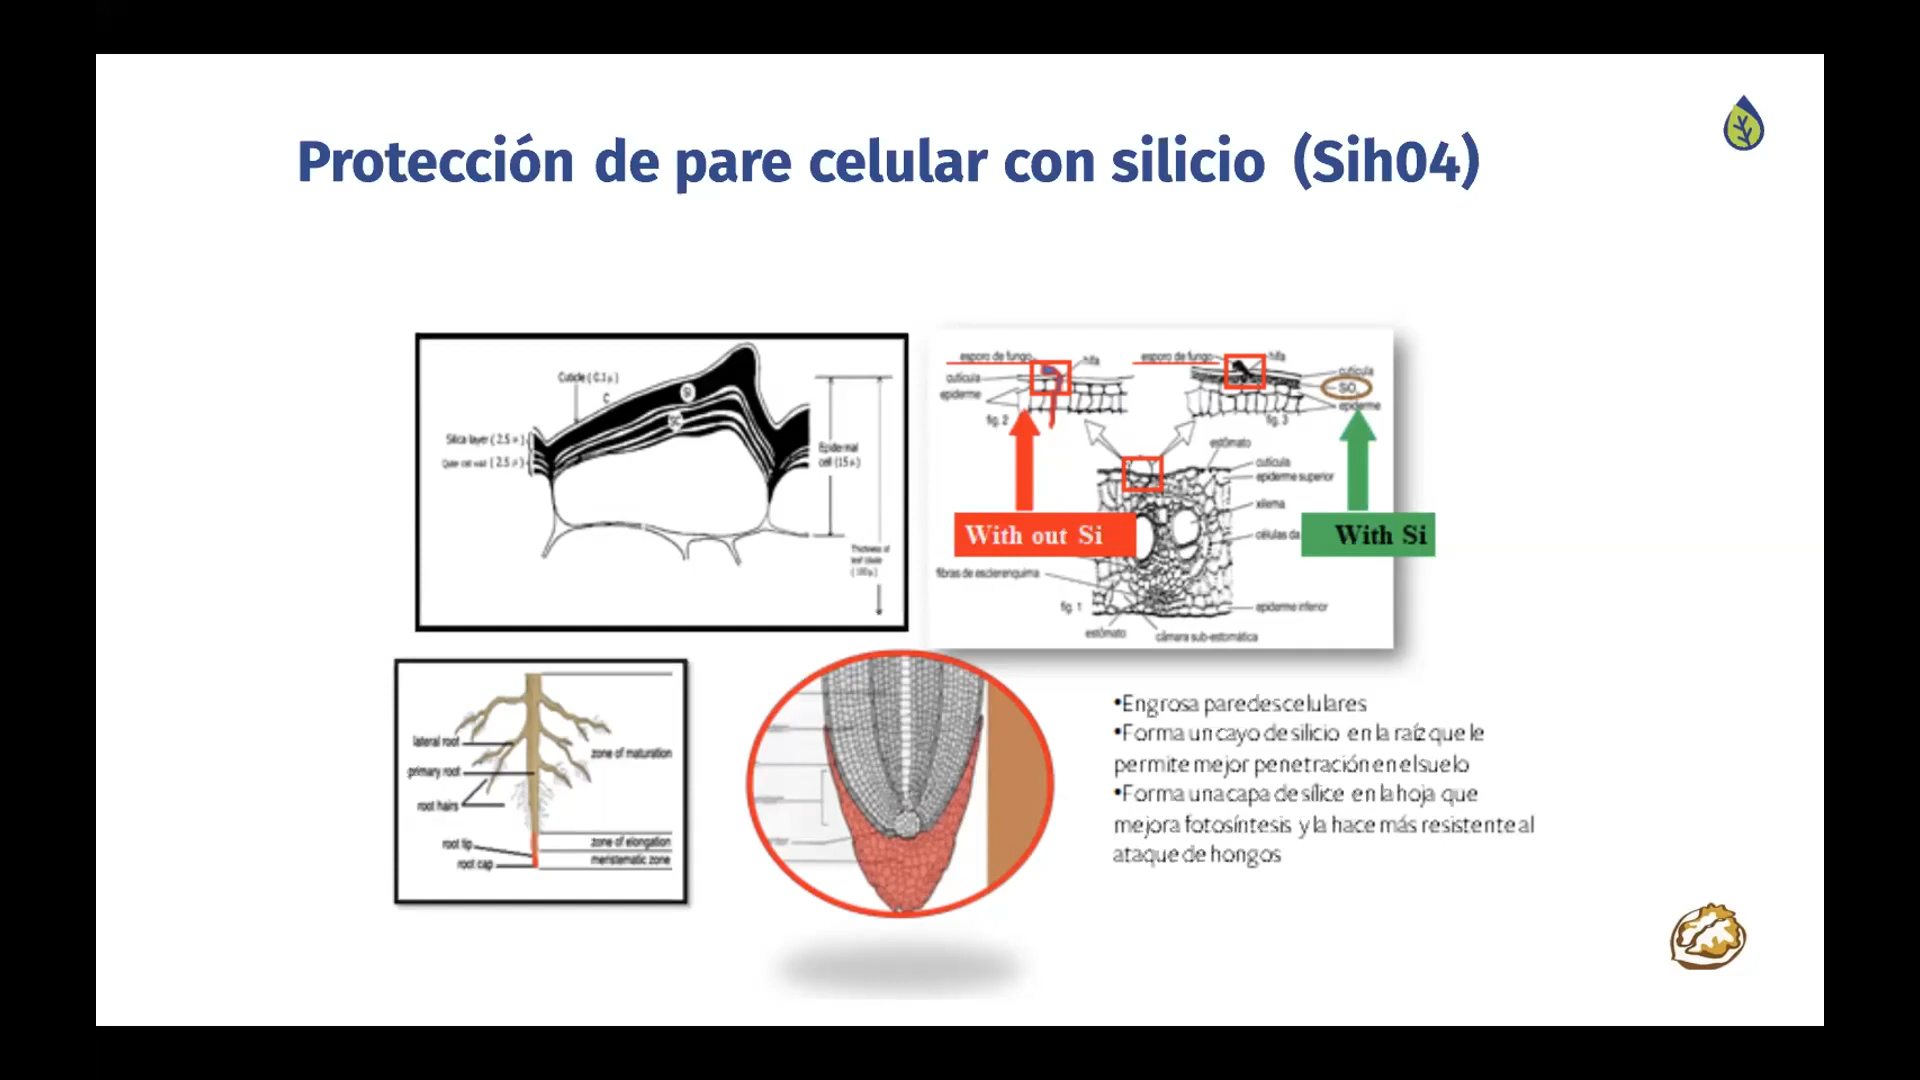 Protección de pare celular con silicio (Sih04)
Cuticle ( 0.1 µ )
C
Si
SC
Silica layer ( 2.5 µ )
Outer cell wall ( 2.5 µ )
Epidermal
cell (15 µ )
Thickness of
leaf blade
( 100 µ )
esporo de fungo
hifa
cutícula
epiderme
fig. 2
esporo de fungo
hifa
cutícula
SiO
epiderme
fig. 3
estômato
cutícula
epiderme superior
xilema
células da
With out Si
With Si
fibras de esclerenquima
fig. 1
epiderme inferior
estômato
câmara sub-estomática
lateral root
zone of maturation
primary root
root hairs
root tip
zone of elongation
root cap
meristematic zone
•Engrosa paredes celulares
•Forma un cayo de silicio en la raíz que le
permite mejor penetración en el suelo
•Forma una capa de sílice en la hoja que
mejora fotosíntesis y la hace más resistente al
ataque de hongos